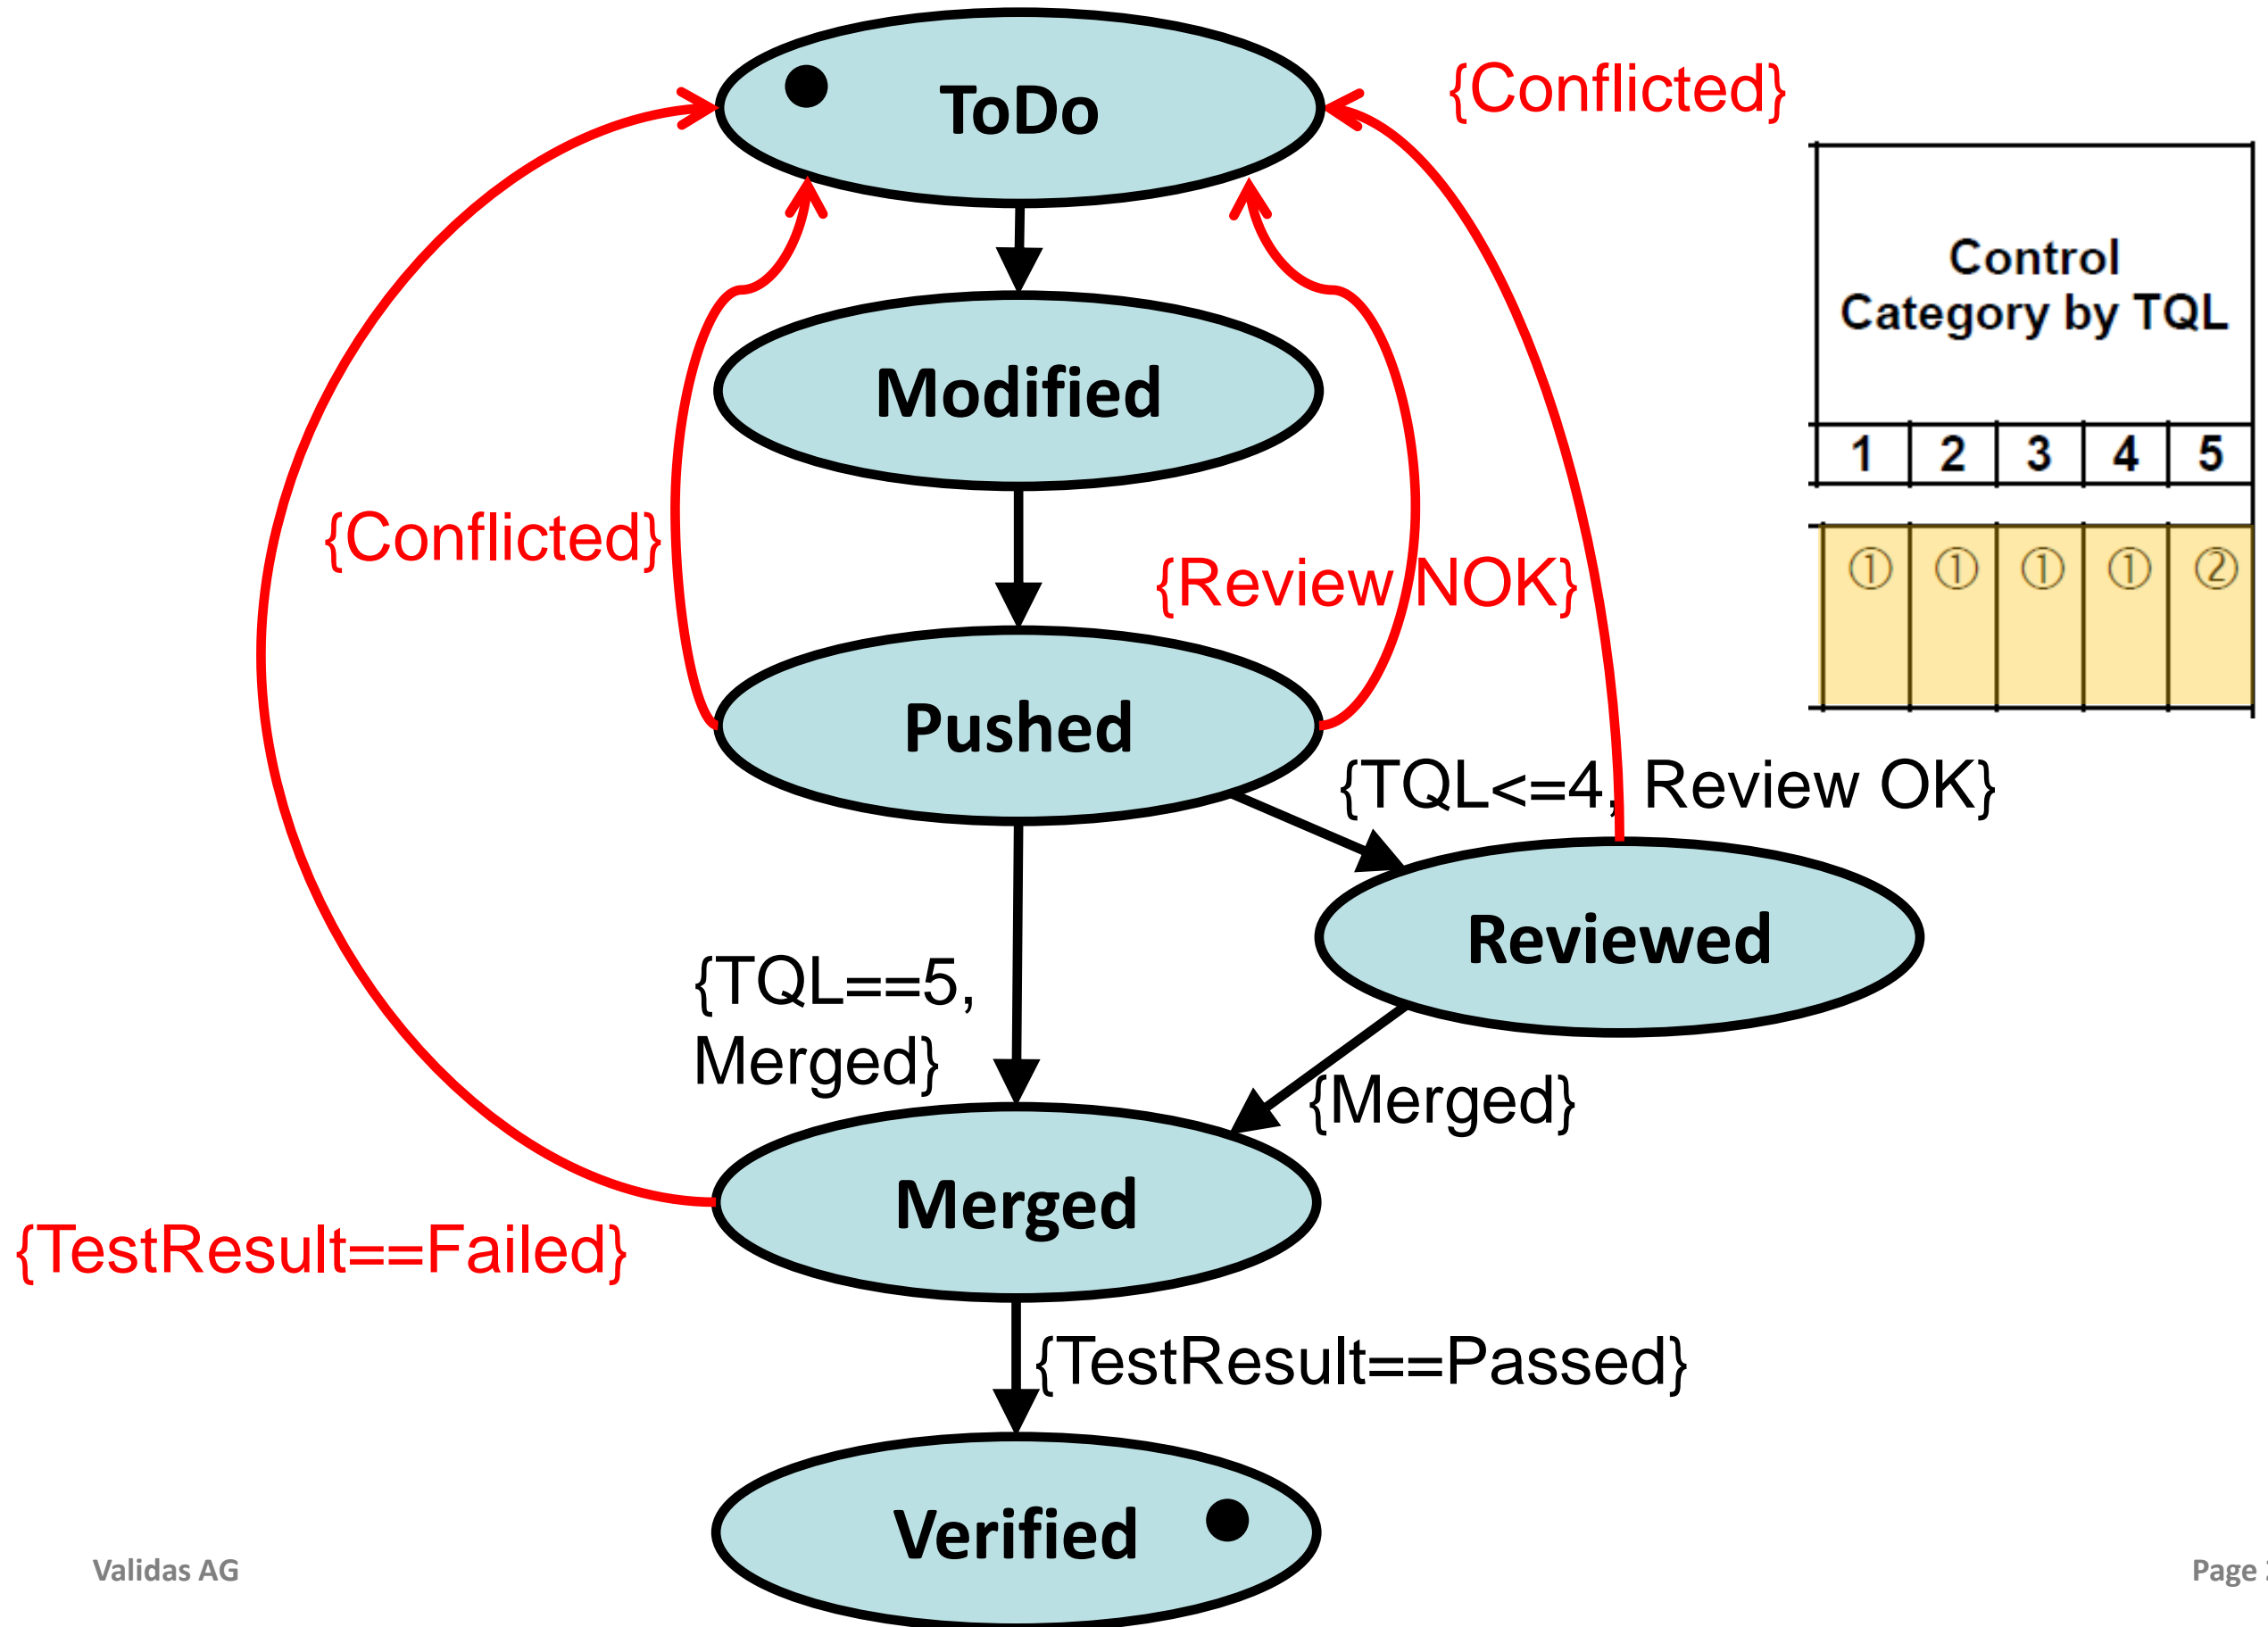 ToDo
{Conflicted}
Control
Category by TQL
1 2 3 4 5
① ① ① ① ②
Modified
{Conflicted}
{Review NOK}
Pushed
{TQL<=4, Review OK}
Reviewed
{TQL==5,
Merged}
{Merged}
Merged
{TestResult==Failed}
{TestResult==Passed}
Verified
Validas AG
Page